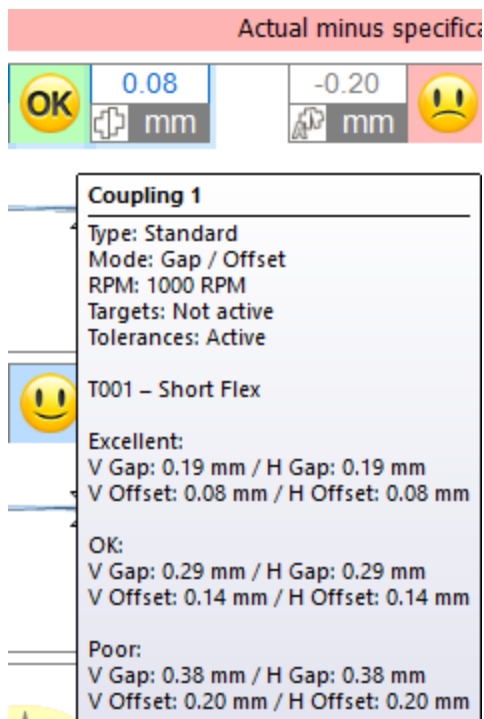 Actual minus specifica
OK 0.08 mm
-0.20 mm
Coupling 1
Type: Standard
Mode: Gap / Offset
RPM: 1000 RPM
Targets: Not active
Tolerances: Active
T001 – Short Flex
Excellent:
V Gap: 0.19 mm / H Gap: 0.19 mm
V Offset: 0.08 mm / H Offset: 0.08 mm
OK:
V Gap: 0.29 mm / H Gap: 0.29 mm
V Offset: 0.14 mm / H Offset: 0.14 mm
Poor:
V Gap: 0.38 mm / H Gap: 0.38 mm
V Offset: 0.20 mm / H Offset: 0.20 mm